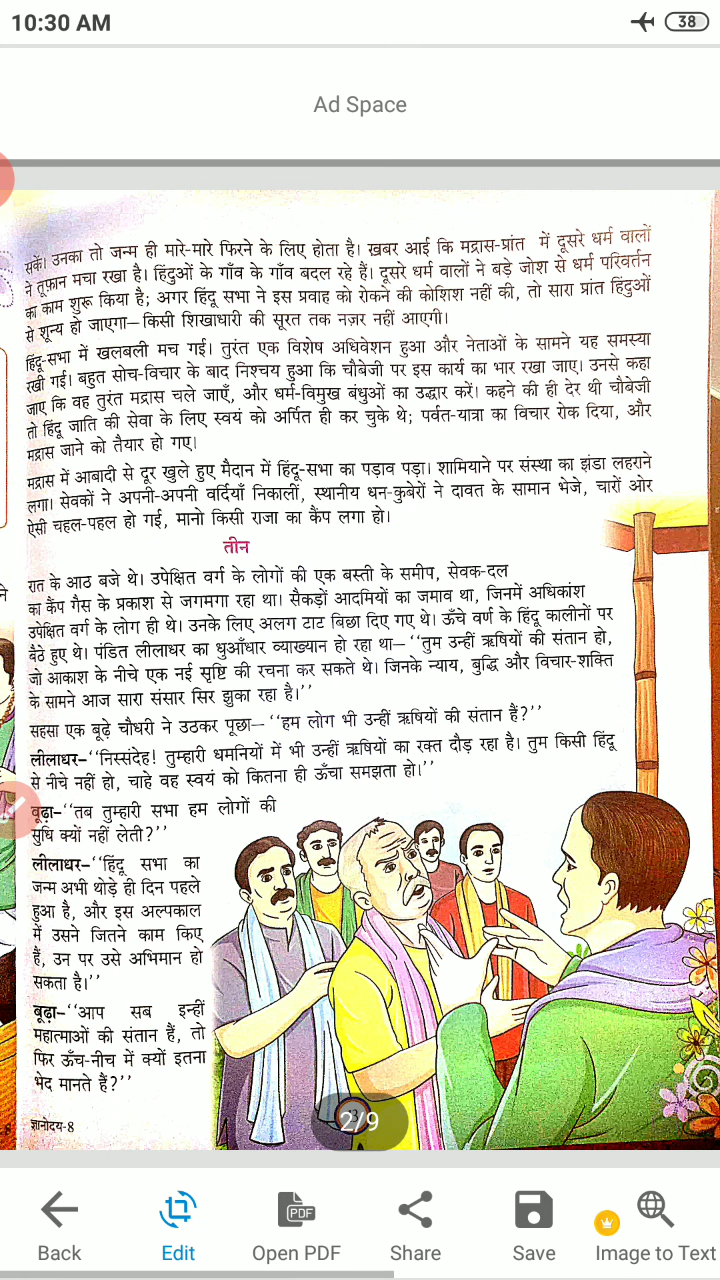 10:30 AM
38
Ad Space
सकें। उनका तो जन्म ही मारे-मारे फिरने के लिए होता है। खबर आई कि मद्रास-प्रांत में दूसरे धर्म वालों
ने तूफ़ान मचा रखा है। हिंदुओं के गाँव के गाँव बदल रहे हैं। दूसरे धर्म वालों ने बड़े जोश से धर्म परिवर्तन
का काम शुरू किया है; अगर हिंदू सभा ने इस प्रवाह को रोकने की कोशिश नहीं की, तो सारा प्रांत हिंदुओं
से शून्य हो जाएगा—किसी शिखाधारी की सूरत तक नज़र नहीं आएगी।
हिंदू-सभा में खलबली मच गई। तुरंत एक विशेष अधिवेशन हुआ और नेताओं के सामने यह समस्या
रखी गई। बहुत सोच-विचार के बाद निश्चय हुआ कि चौबेजी पर इस कार्य का भार रखा जाए। उनसे कहा
जाए कि वह तुरंत मद्रास चले जाएँ, और धर्म-विमुख बंधुओं का उद्धार करें। कहने की ही देर थी चौबेजी
तो हिंदू जाति की सेवा के लिए स्वयं को अर्पित ही कर चुके थे; पर्वत-यात्रा का विचार रोक दिया, और
मद्रास जाने को तैयार हो गए।
मद्रास में आबादी से दूर खुले हुए मैदान में हिंदू-सभा का पड़ाव पड़ा। शामियाने पर संस्था का झंडा लहराने
लगा। सेवकों ने अपनी-अपनी वर्दियाँ निकालीं, स्थानीय धन-कुबेरों ने दावत के सामान भेजे, चारों ओर
ऐसी चहल-पहल हो गई, मानो किसी राजा का कैंप लगा हो।
तीन
रात के आठ बजे थे। उपेक्षित वर्ग के लोगों की एक बस्ती के समीप, सेवक-दल
का कैंप गैस के प्रकाश से जगमगा रहा था। सैकड़ों आदमियों का जमाव था, जिनमें अधिकांश
उपेक्षित वर्ग के लोग ही थे। उनके लिए अलग टाट बिछा दिए गए थे। ऊँचे वर्ण के हिंदू कालीनों पर
बैठे हुए थे। पंडित लीलाधर का धुआँधार व्याख्यान हो रहा था—‘‘तुम उन्हीं ऋषियों की संतान हो,
जो आकाश के नीचे एक नई सृष्टि की रचना कर सकते थे। जिनके न्याय, बुद्धि और विचार-शक्ति
के सामने आज सारा संसार सिर झुका रहा है।’’
सहसा एक बूढ़े चौधरी ने उठकर पूछा—‘‘हम लोग भी उन्हीं ऋषियों की संतान हैं?’’
लीलाधर–‘‘निस्संदेह! तुम्हारी धमनियों में भी उन्हीं ऋषियों का रक्त दौड़ रहा है। तुम किसी हिंदू
से नीचे नहीं हो, चाहे वह स्वयं को कितना ही ऊँचा समझता हो।’’
बूढ़ा–‘‘तब तुम्हारी सभा हम लोगों की
सुधि क्यों नहीं लेती?’’
लीलाधर–‘‘हिंदू सभा का
जन्म अभी थोड़े ही दिन पहले
हुआ है, और इस अल्पकाल
में उसने जितने काम किए
हैं, उन पर उसे अभिमान हो
सकता है।’’
बूढ़ा–‘‘आप सब इन्हीं
महात्माओं की संतान हैं, तो
फिर ऊँच-नीच में क्यों इतना
भेद मानते हैं?’’
ज्ञानोदय-8
2/9
Back
Edit
PDF
Open PDF
Share
Save
Image to Text